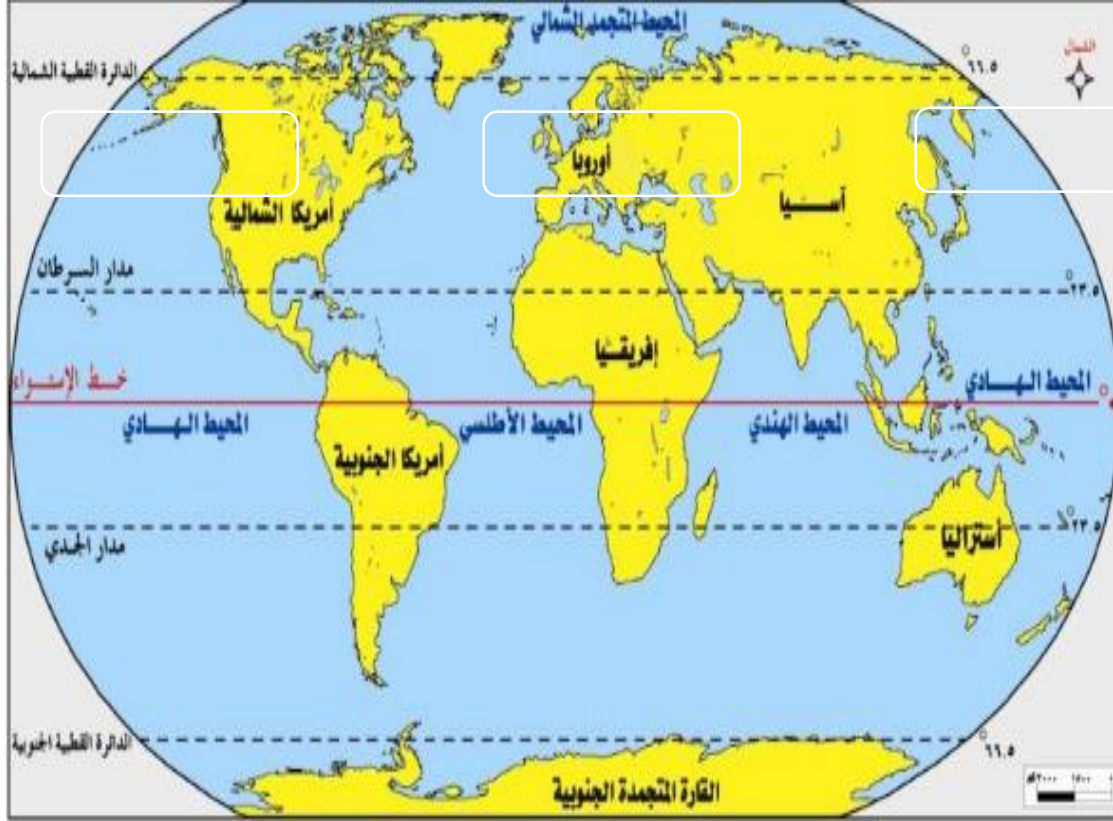 المحيط المتجمد الشمالي
الشمال
الدائرة القطبية الشمالية
٦٦.٥
أوروبا
آسيا
أمريكا الشمالية
مدار السرطان
٢٣.٥
إفريقيا
خط الإستواء
المحيط الهادي
٠
المحيط الهادي
المحيط الأطلسي
المحيط الهندي
أمريكا الجنوبية
مدار الجدي
٢٣.٥
أستراليا
الدائرة القطبية الجنوبية
٦٦.٥
القارة المتجمدة الجنوبية